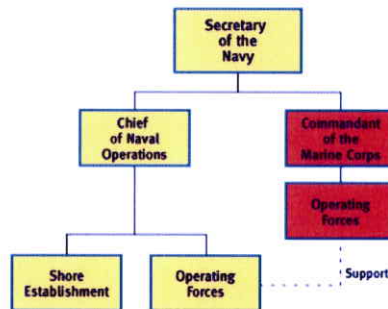 Secretary
of the
Navy
Chief
of Naval
Operations
Commandant
of the
Marine Corps
Operating
Forces
Shore
Establishment
Operating
Forces
Support